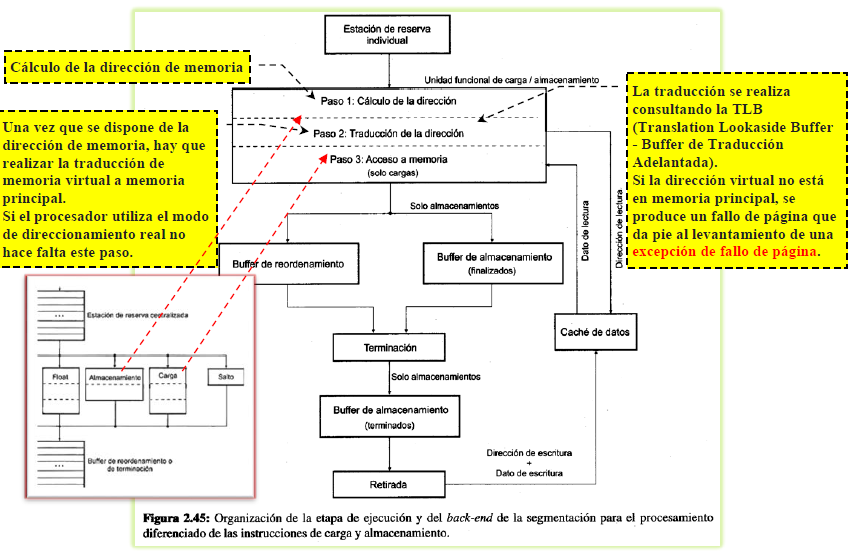 Estación de reserva
individual
Cálculo de la dirección de memoria
Unidad funcional de carga / almacenamiento
Paso 1: Cálculo de la dirección
Paso 2: Traducción de la dirección
Paso 3: Acceso a memoria
(solo cargas)
Una vez que se dispone de la
dirección de memoria, hay que
realizar la traducción de
memoria virtual a memoria
principal.
Si el procesador utiliza el modo
de direccionamiento real no
hace falta este paso.
La traducción se realiza
consultando la TLB
(Translation Lookaside Buffer
- Buffer de Traducción
Adelantada).
Si la dirección virtual no está
en memoria principal, se
produce un fallo de página que
da pie al levantamiento de una
excepción de fallo de página.
Solo almacenamientos
Dato de lectura
Dirección de lectura
Buffer de reordenamiento
Buffer de almacenamiento
(finalizados)
Caché de datos
Terminación
Solo almacenamientos
Buffer de almacenamiento
(terminados)
Dirección de escritura
+
Dato de escritura
Retirada
Estación de reserva centralizada
Float
Almacenamiento
Carga
Salto
Buffer de reordenamiento o
de terminación
Figura 2.45: Organización de la etapa de ejecución y del back-end de la segmentación para el procesamiento
diferenciado de las instrucciones de carga y almacenamiento.